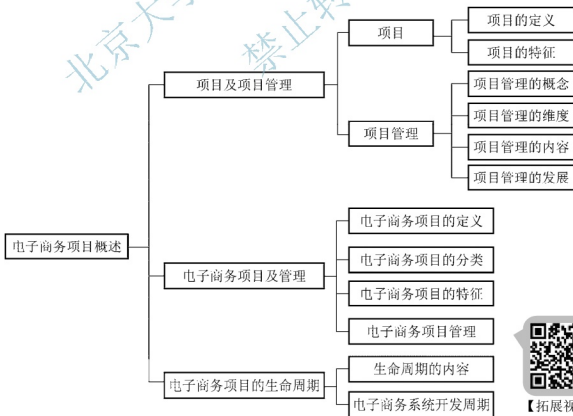 北京大学
禁止转
项目
项目的定义
项目的特征
项目及项目管理
项目管理
项目管理的概念
项目管理的维度
项目管理的内容
项目管理的发展
电子商务项目概述
电子商务项目及管理
电子商务项目的定义
电子商务项目的分类
电子商务项目的特征
电子商务项目管理
电子商务项目的生命周期
生命周期的内容
电子商务系统开发周期
【拓展视